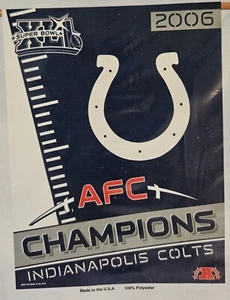 XLI
SUPER BOWL
2006
AFC
CHAMPIONS
INDIANAPOLIS COLTS
Made in the U.S.A 100% Polyester